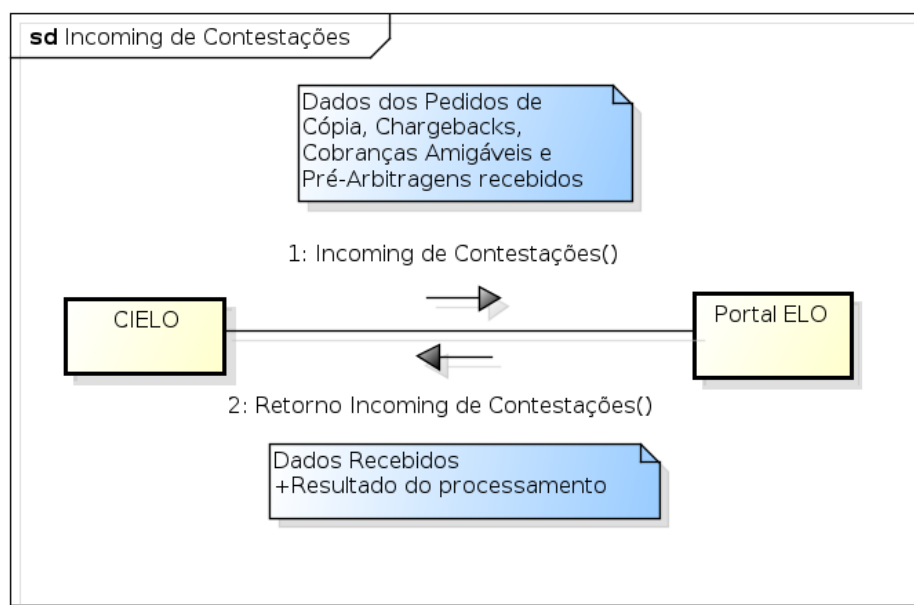 sd Incoming de Contestações
Dados dos Pedidos de
Cópia, Chargebacks,
Cobranças Amigáveis e
Pré-Arbitragens recebidos
1: Incoming de Contestações()
CIELO
Portal ELO
2: Retorno Incoming de Contestações()
Dados Recebidos
+Resultado do processamento